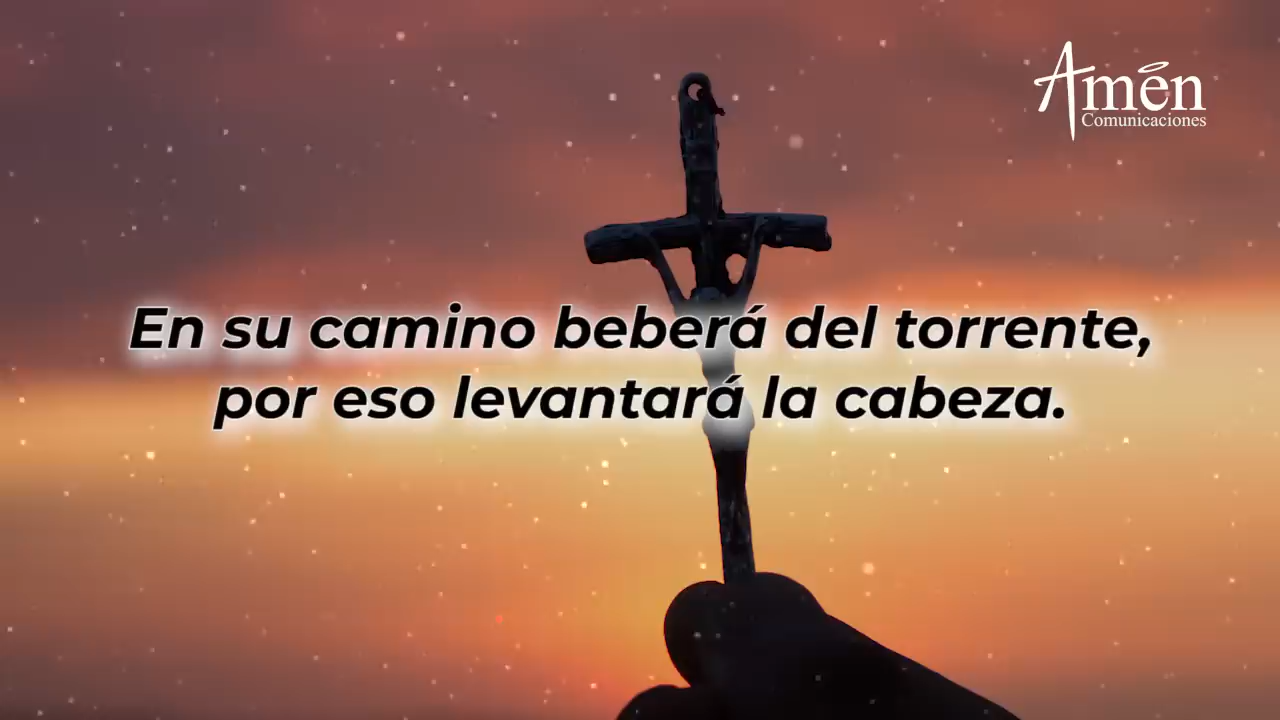 Amén
Comunicaciones
En su camino beberá del torrente,
por eso levantará la cabeza.